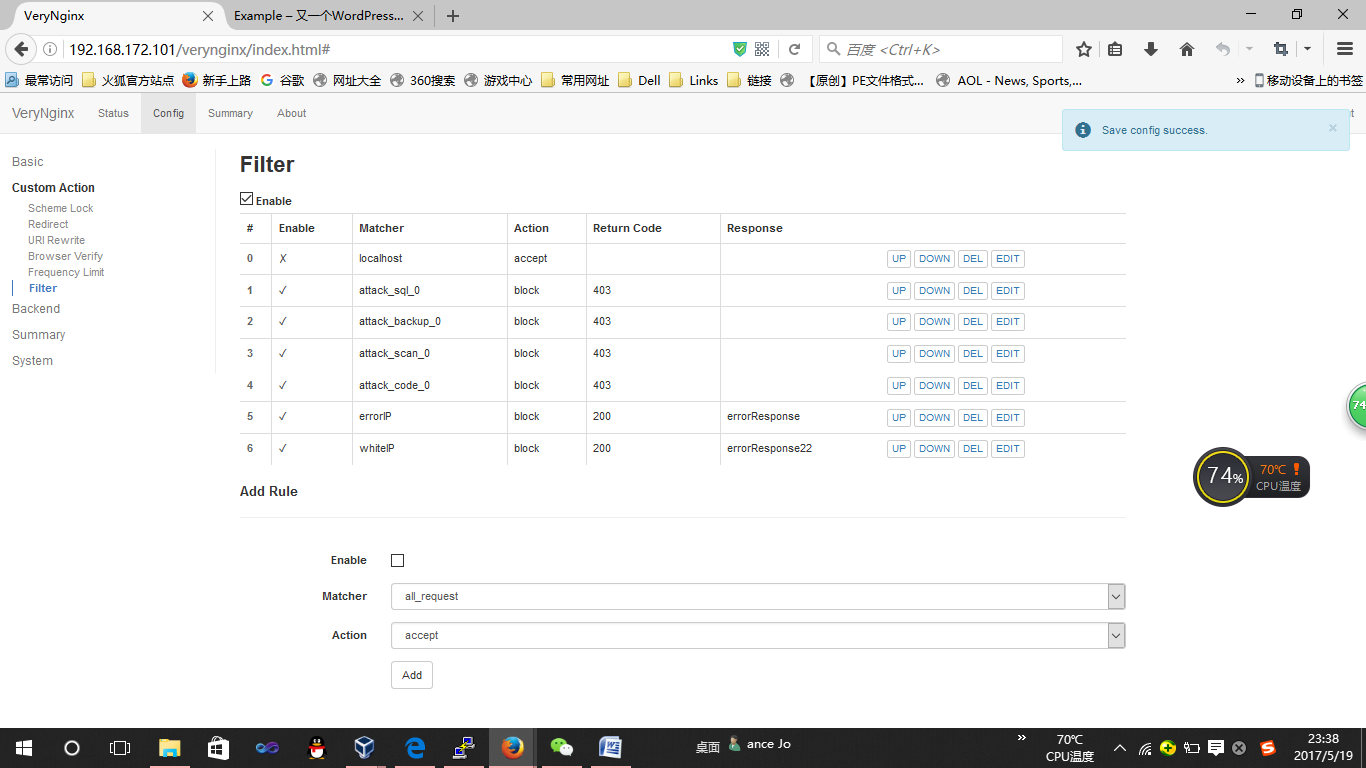 VeryNginx
Example – 又一个WordPress...
192.168.172.101/verynginx/index.html#
百度 <Ctrl+K>
最常访问 火狐官方站点 新手上路 谷歌 网址大全 360搜索 游戏中心 常用网址 Dell Links 链接 【原创】PE文件格式... AOL - News, Sports,... » 移动设备上的书签
VeryNginx Status Config Summary About
Save config success. ×
Basic
Custom Action
Scheme Lock
Redirect
URI Rewrite
Browser Verify
Frequency Limit
Filter
Backend
Summary
System
Filter
Enable
# Enable Matcher Action Return Code Response
0 ✗ localhost accept UP DOWN DEL EDIT
1 ✓ attack_sql_0 block 403 UP DOWN DEL EDIT
2 ✓ attack_backup_0 block 403 UP DOWN DEL EDIT
3 ✓ attack_scan_0 block 403 UP DOWN DEL EDIT
4 ✓ attack_code_0 block 403 UP DOWN DEL EDIT
5 ✓ errorIP block 200 errorResponse UP DOWN DEL EDIT
6 ✓ whiteIP block 200 errorResponse22 UP DOWN DEL EDIT
Add Rule
Enable
Matcher all_request
Action accept
Add
74
74% 70℃
CPU温度
桌面 ance Jo
» 70℃
CPU温度
23:38
2017/5/19